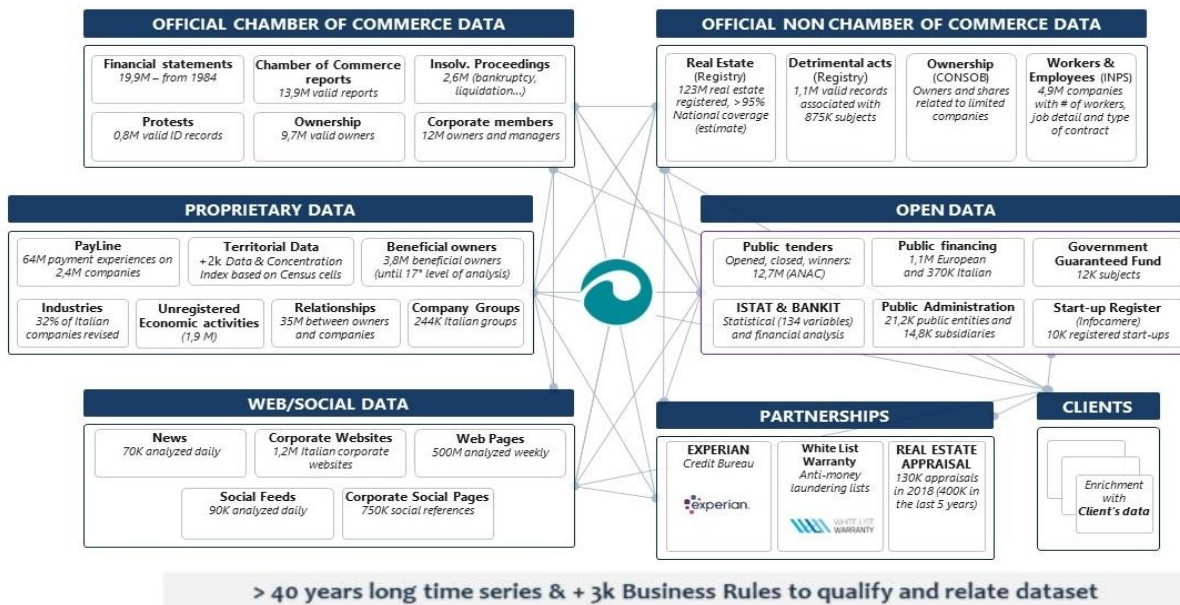 OFFICIAL CHAMBER OF COMMERCE DATA
Financial statements
19,9M – from 1984
Chamber of Commerce
reports
13,9M valid reports
Insolv. Proceedings
2,6M (bankruptcy,
liquidation...)
Protests
0,8M valid ID records
Ownership
9,7M valid owners
Corporate members
12M owners and managers
OFFICIAL NON CHAMBER OF COMMERCE DATA
Real Estate
(Registry)
123M real estate
registered, >95%
National coverage
(estimate)
Detrimental acts
(Registry)
1,1M valid records
associated with
875K subjects
Ownership
(CONSOB)
Owners and shares
related to limited
companies
Workers &
Employees (INPS)
4,9M companies
with # of workers,
job detail and type
of contract
PROPRIETARY DATA
PayLine
64M payment experiences on
2,4M companies
Territorial Data
+2k Data & Concentration
Index based on Census cells
Beneficial owners
3,8M beneficial owners
(until 17° level of analysis)
Industries
32% of Italian
companies revised
Unregistered
Economic activities
(1,9 M)
Relationships
35M between owners
and companies
Company Groups
244K Italian groups
OPEN DATA
Public tenders
Opened, closed, winners:
12,7M (ANAC)
Public financing
1,1M European
and 370K Italian
Government
Guaranteed Fund
12K subjects
ISTAT & BANKIT
Statistical (134 variables)
and financial analysis
Public Administration
21,2K public entities and
14,8K subsidiaries
Start-up Register
(Infocamere)
10K registered start-ups
WEB/SOCIAL DATA
News
70K analyzed daily
Corporate Websites
1,2M Italian corporate
websites
Web Pages
500M analyzed weekly
Social Feeds
90K analyzed daily
Corporate Social Pages
750K social references
PARTNERSHIPS
EXPERIAN
Credit Bureau
experian.
White List
Warranty
Anti-money
laundering lists
WHITE LIST
WARRANTY
REAL ESTATE
APPRAISAL
130K appraisals
in 2018 (400K in
the last 5 years)
CLIENTS
Enrichment
with
Client's data
> 40 years long time series & + 3k Business Rules to qualify and relate dataset